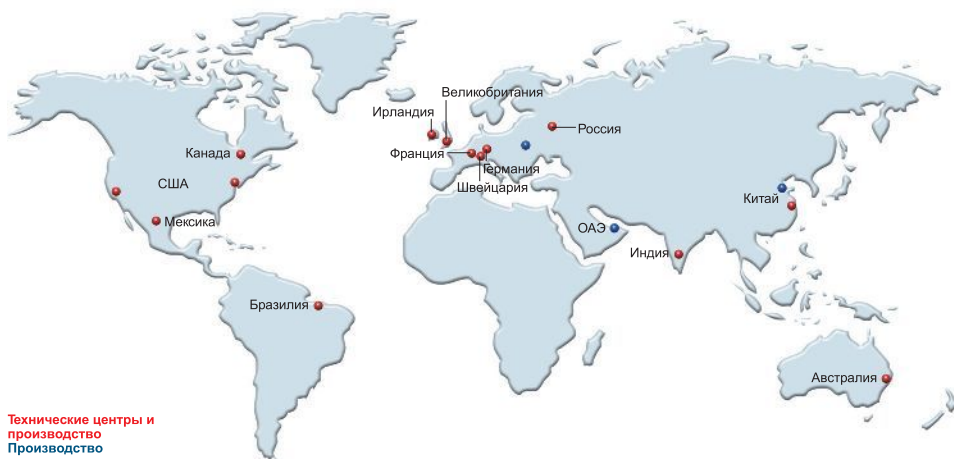 Великобритания
Ирландия
Россия
Канада
Франция
Германия
США
Швейцария
Китай
Мексика
ОАЭ
Индия
Бразилия
Австралия
Технические центры и
производство
Производство